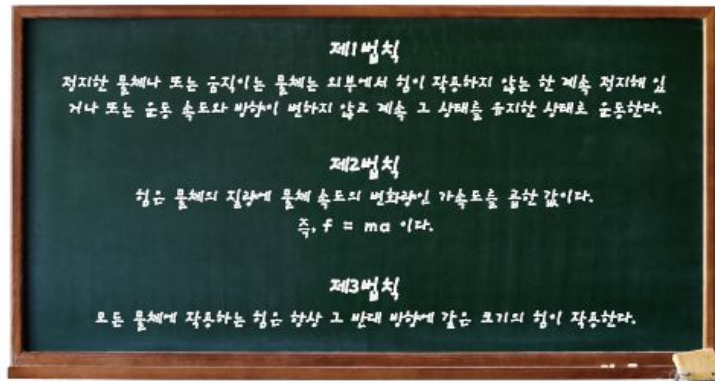 제1법칙
정지한 물체나 또는 움직이는 물체는 외부에서 힘이 작용하지 않는 한 계속 정지해 있
거나 또는 운동 속도와 방향이 변하지 않고 계속 그 상태를 유지한 상태로 운동한다.
제2법칙
힘은 물체의 질량에 물체 속도의 변화량인 가속도를 곱한 값이다.
즉, f = ma 이다.
제3법칙
모든 물체에 작용하는 힘은 항상 그 반대 방향에 같은 크기의 힘이 작용한다.